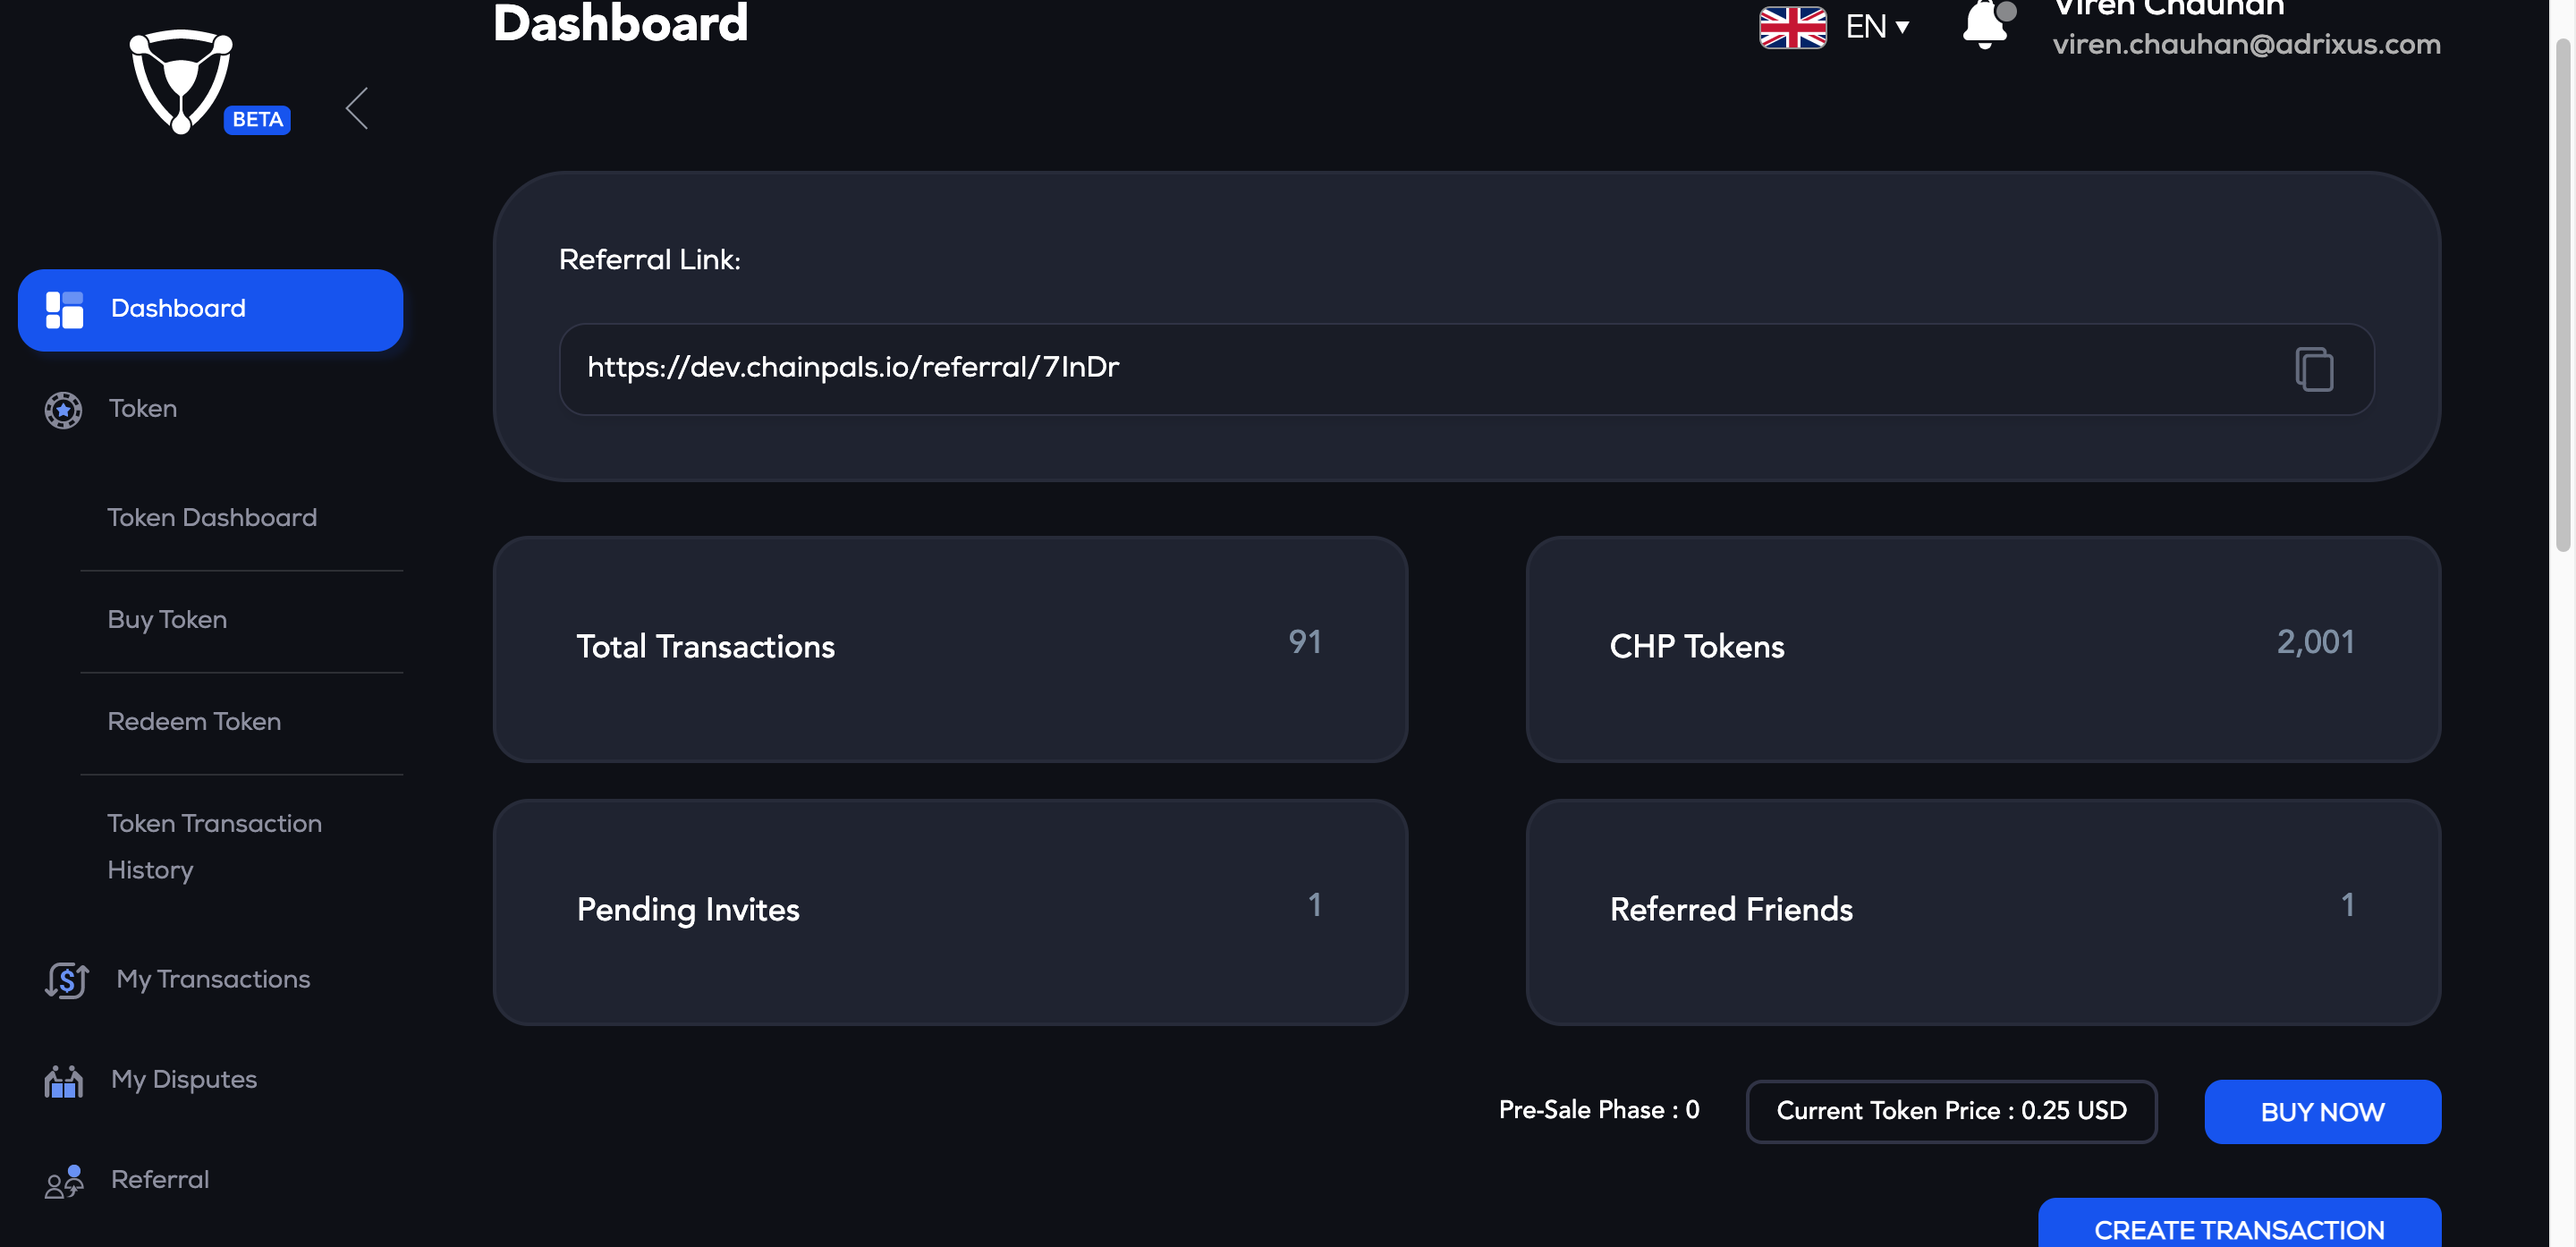 Dashboard
EN
Viren Chauhan
viren.chauhan@adrixus.com
BETA
Dashboard
Token
Token Dashboard
Buy Token
Redeem Token
Token Transaction
History
My Transactions
My Disputes
Referral
Referral Link:
https://dev.chainpals.io/referral/7InDr
Total Transactions
91
CHP Tokens
2,001
Pending Invites
1
Referred Friends
1
Pre-Sale Phase : 0
Current Token Price : 0.25 USD
BUY NOW
CREATE TRANSACTION